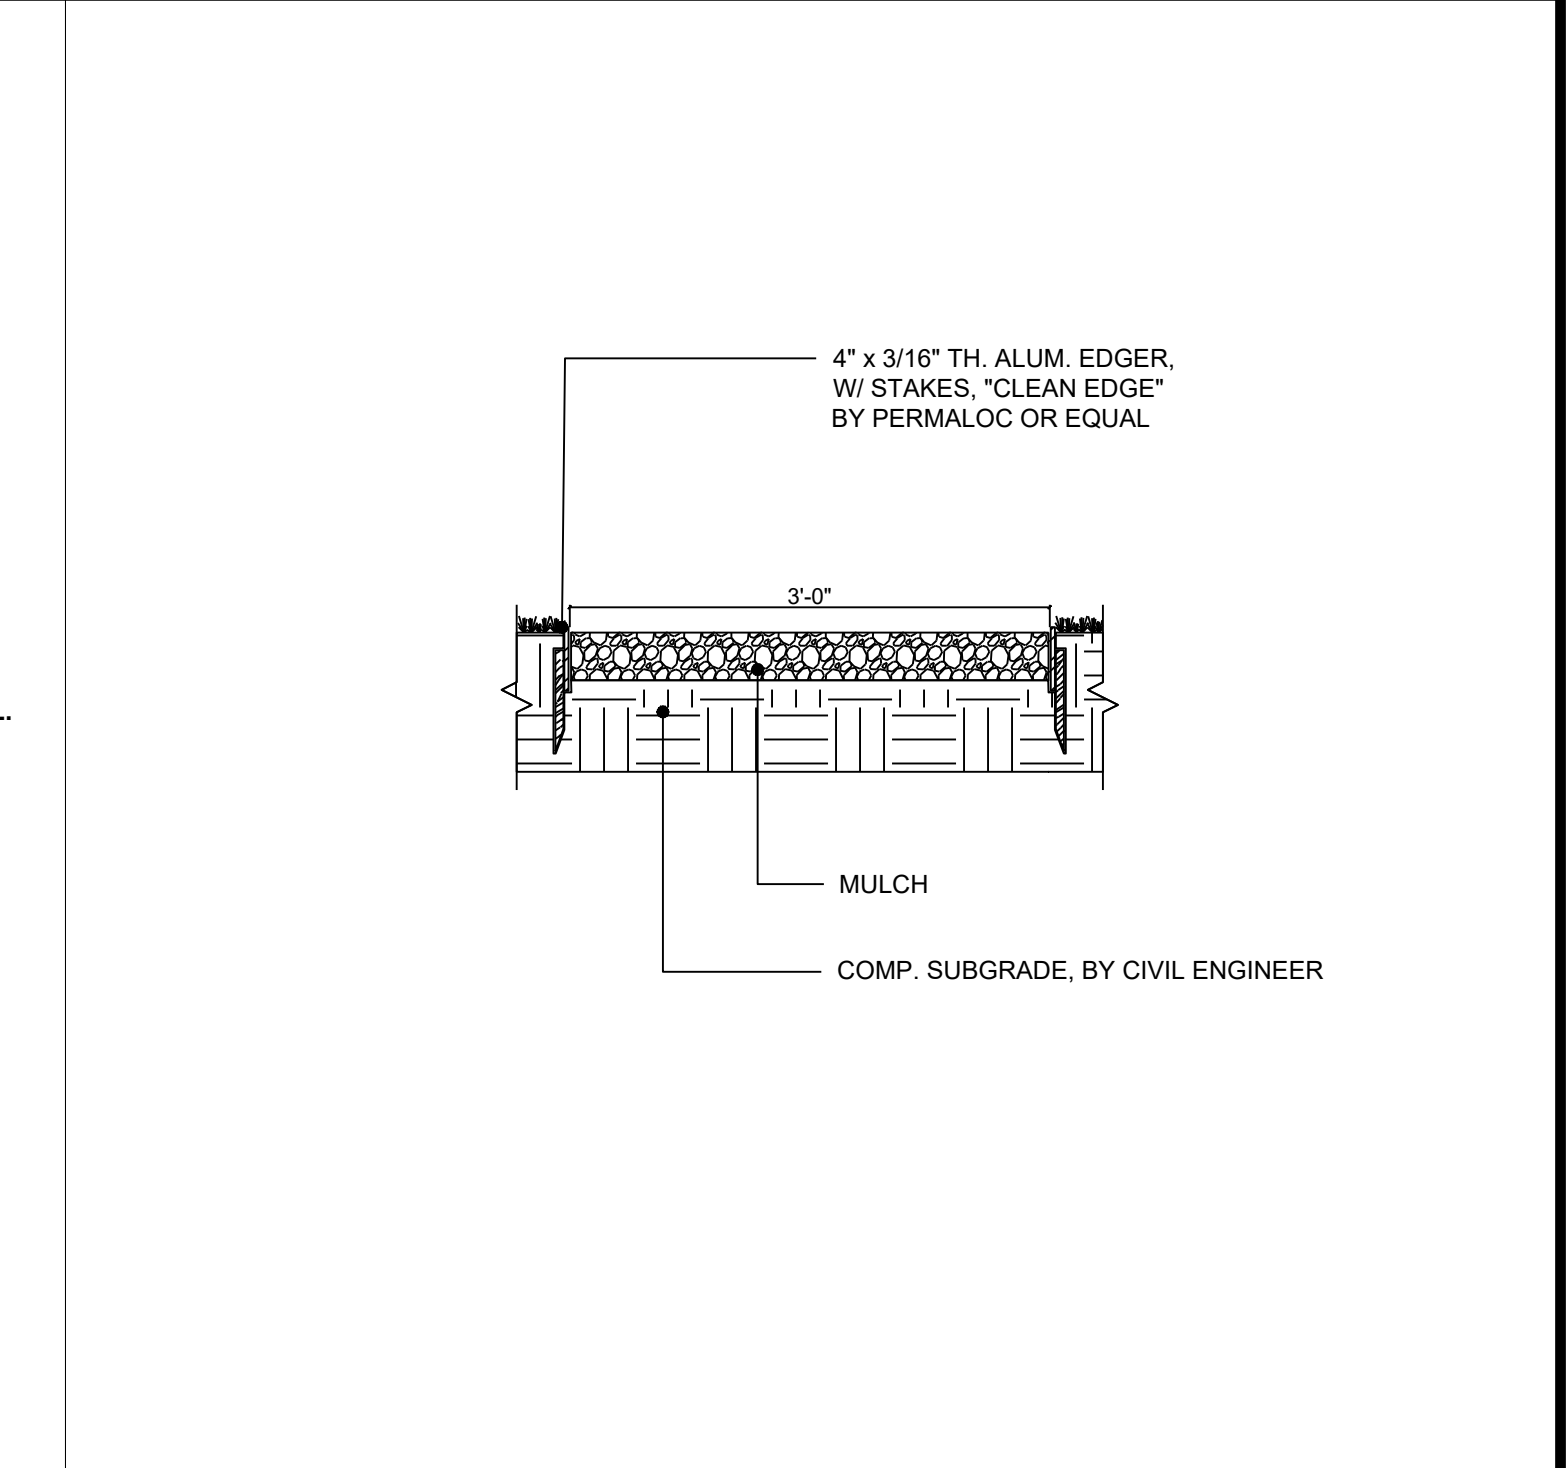 4" x 3/16" TH. ALUM. EDGER,
W/ STAKES, "CLEAN EDGE"
BY PERMALOC OR EQUAL
3'-0"
MULCH
COMP. SUBGRADE, BY CIVIL ENGINEER